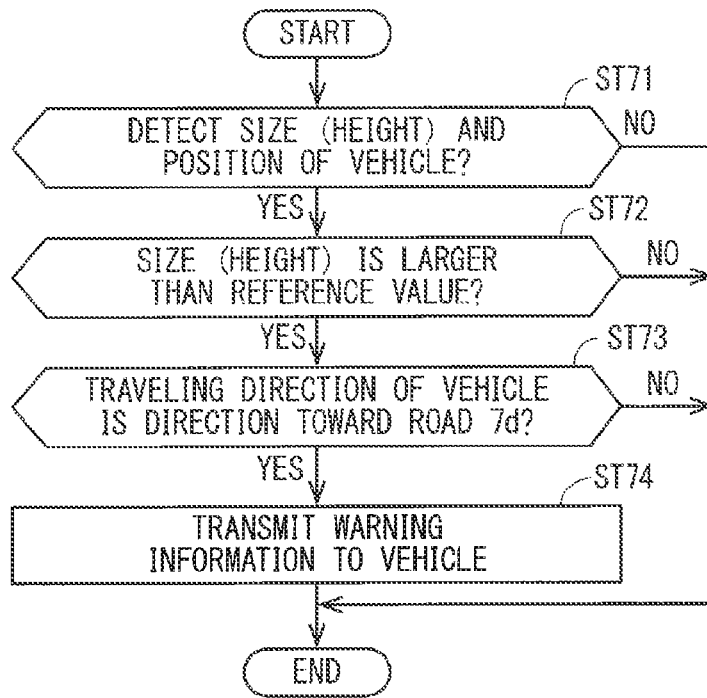 START
ST71
DETECT SIZE (HEIGHT) AND
POSITION OF VEHICLE?
NO
YES
ST72
SIZE (HEIGHT) IS LARGER
THAN REFERENCE VALUE?
NO
YES
ST73
TRAVELING DIRECTION OF VEHICLE
IS DIRECTION TOWARD ROAD 7d?
NO
YES
ST74
TRANSMIT WARNING
INFORMATION TO VEHICLE
END